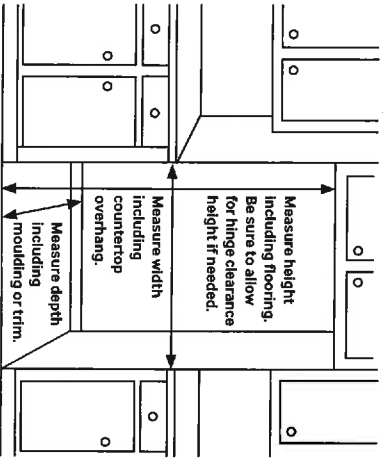 Measure height
including flooring.
Be sure to allow
for hinge clearance
height if needed.
Measure width
including
countertop
overhang.
Measure depth
including
moulding or trim.